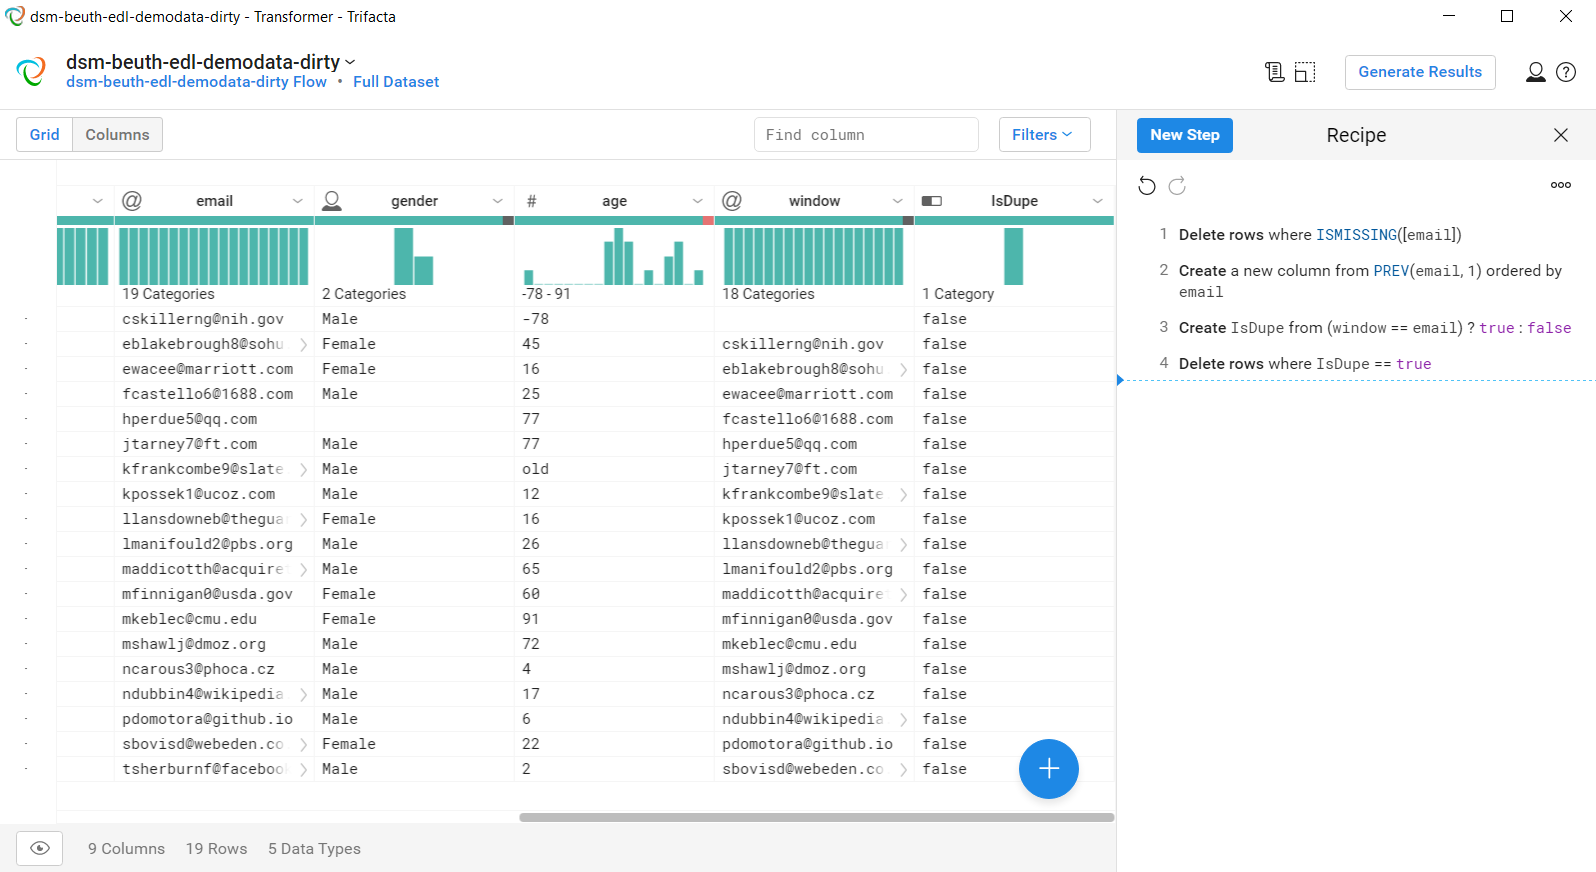 dsm-beuth-edl-demodata-dirty - Transformer - Trifacta
dsm-beuth-edl-demodata-dirty
dsm-beuth-edl-demodata-dirty Flow • Full Dataset
Generate Results
Grid Columns
Find column
Filters
New Step
Recipe
@ email gender # age @ window IsDupe
19 Categories 2 Categories -78 - 91 18 Categories 1 Category
cskillerng@nih.gov Male -78 false
eblakebrough8@sohu Female 45 cskillerng@nih.gov false
ewacee@marriott.com Female 16 eblakebrough8@sohu false
fcastello6@1688.com Male 25 ewacee@marriott.com false
hperdue5@qq.com 77 fcastello6@1688.com false
jtarney7@ft.com Male 77 hperdue5@qq.com false
kfrankcombe9@slate Male old jtarney7@ft.com false
kpossek1@ucoz.com Male 12 kfrankcombe9@slate false
llansdowneb@thegua Female 16 kpossek1@ucoz.com false
lmanifould2@pbs.org Male 26 llansdowneb@thegua false
maddicotth@acquire Male 65 lmanifould2@pbs.org false
mfinnigan0@usda.gov Female 60 maddicotth@acquire false
mkeblec@cmu.edu Female 91 mfinnigan0@usda.gov false
mshawlj@dmoz.org Male 72 mkeblec@cmu.edu false
ncarous3@phoca.cz Male 4 mshawlj@dmoz.org false
ndubbin4@wikipedia Male 17 ncarous3@phoca.cz false
pdomotora@github.io Male 6 ndubbin4@wikipedia false
sbovisd@webeden.co Female 22 pdomotora@github.io false
tsherburnf@faceboo Male 2 sbovisd@webeden.co false
1 Delete rows where ISMISSING([email])
2 Create a new column from PREV(email, 1) ordered by
email
3 Create IsDupe from (window == email) ? true : false
4 Delete rows where IsDupe == true
9 Columns 19 Rows 5 Data Types